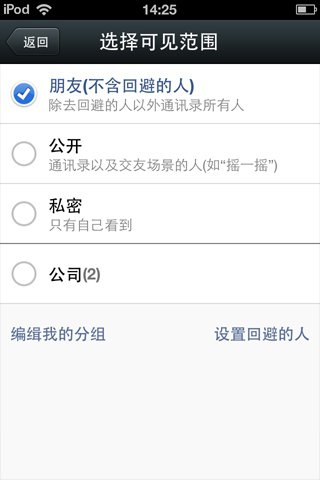 iPod 14:25
返回 选择可见范围
朋友(不含回避的人)
除去回避的人以外通讯录所有人
公开
通讯录以及交友场景的人(如“摇一摇”)
私密
只有自己看到
公司(2)
编缉我的分组 设置回避的人